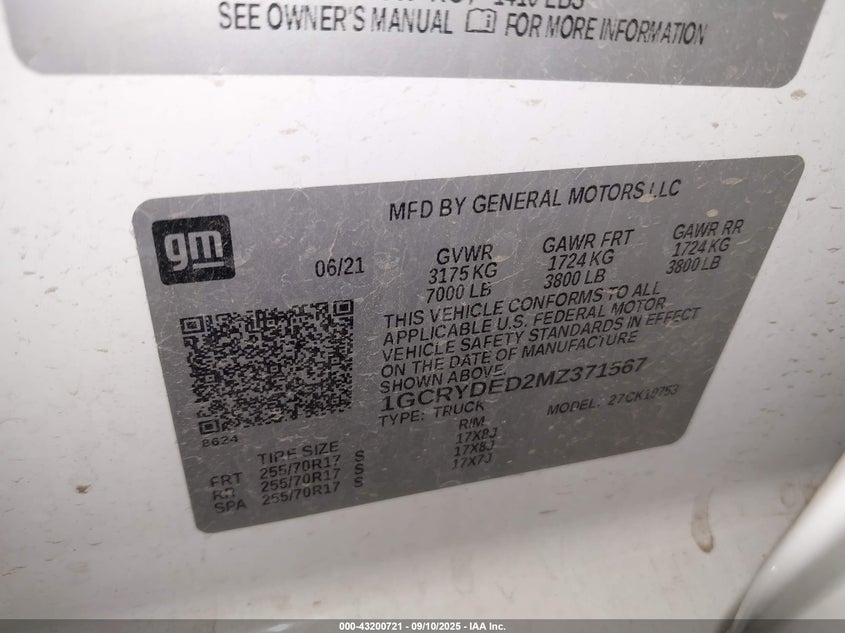 1410 LBS
SEE OWNER'S MANUAL FOR MORE INFORMATION
MFD BY GENERAL MOTORS LLC
gm
06/21
GVWR GAWR FRT GAWR RR
3175 KG 1724 KG 1724 KG
7000 LB 3800 LB 3800 LB
THIS VEHICLE CONFORMS TO ALL
APPLICABLE U.S. FEDERAL MOTOR
VEHICLE SAFETY STANDARDS IN EFFECT
ON THE DATE OF MANUFACTURE
SHOWN ABOVE.
1GCRYDED2MZ371567
TYPE: TRUCK MODEL: 27CK10753
8624
TIRE SIZE RIM
FRT 255/70R17 S 17X8J
RR 255/70R17 S 17X8J
SPA 255/70R17 S 17X7J
000-43200721 - 09/10/2025 - IAA Inc.